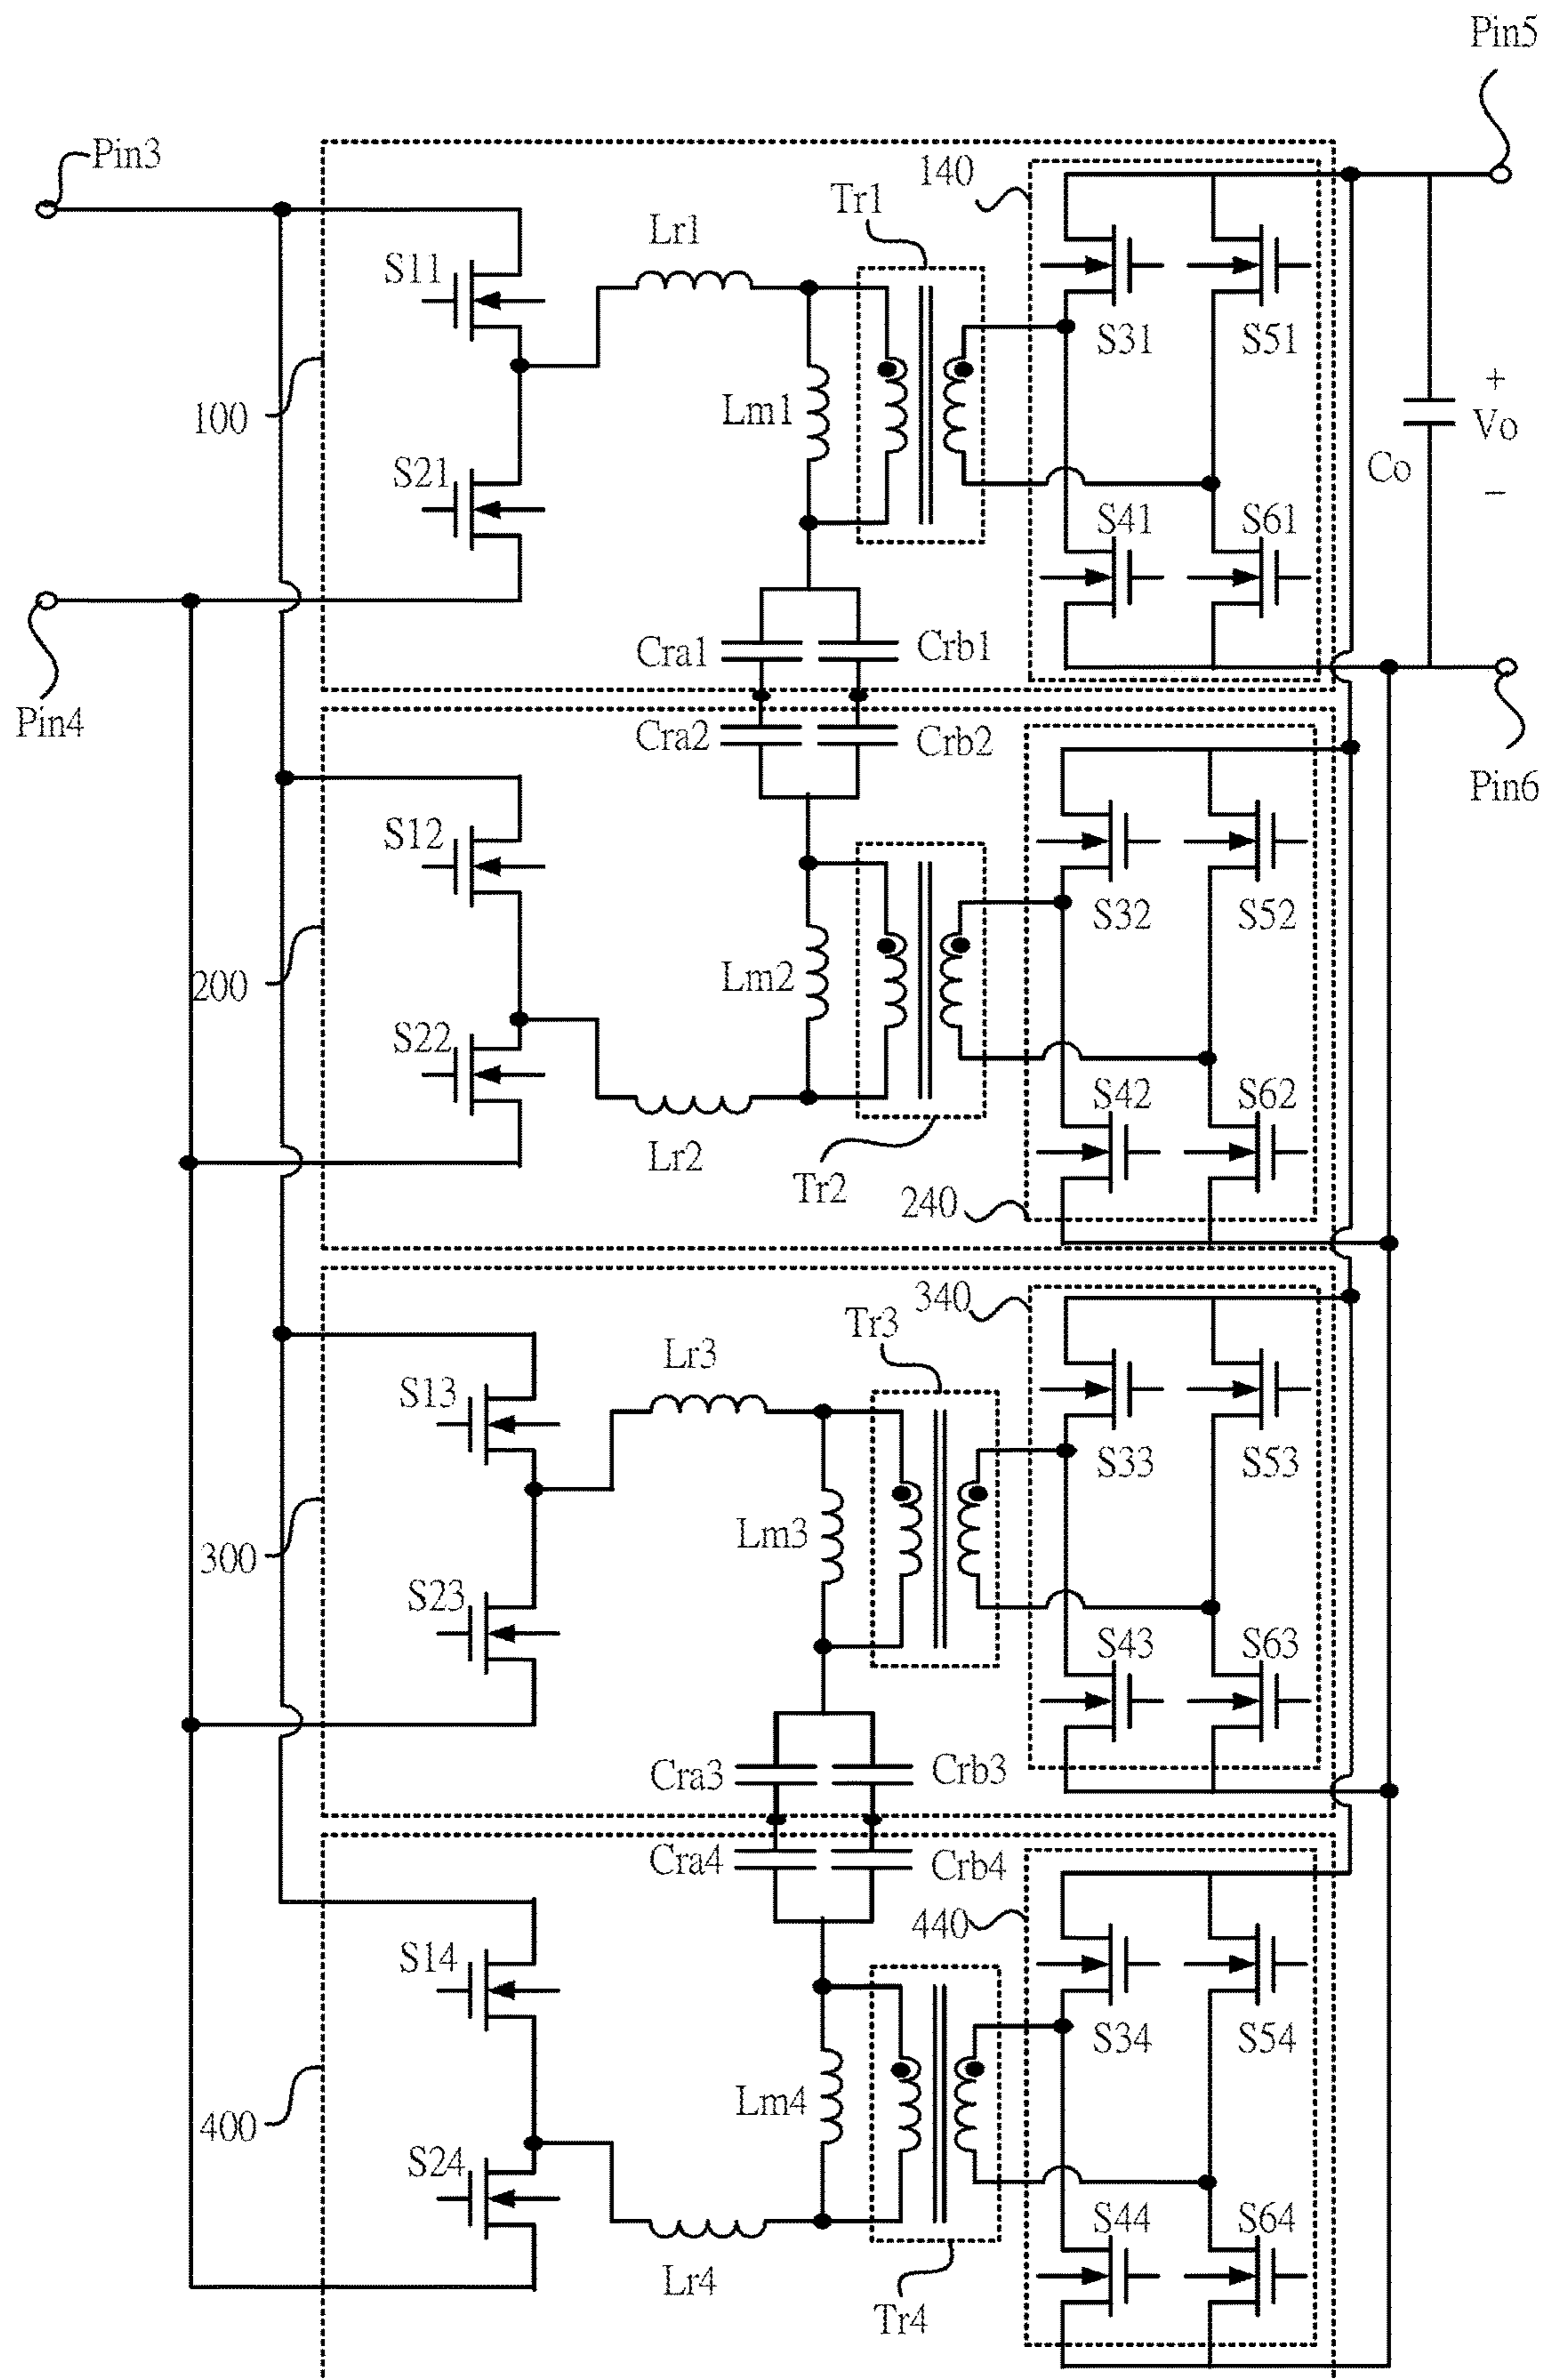 Pin5
Pin3
140
Tr1
Lr1
S11
S31
S51
+
100
Lm1
Vo
S21
Co
−
S41
S61
Cra1
Crb1
Pin4
Cra2
Crb2
Pin6
S12
S32
S52
200
Lm2
S22
S42
S62
Lr2
Tr2
240
340
Tr3
Lr3
S13
S33
S53
300
Lm3
S23
S43
S63
Cra3
Crb3
Cra4
Crb4
440
S14
S34
S54
400
Lm4
S24
S44
S64
Lr4
Tr4